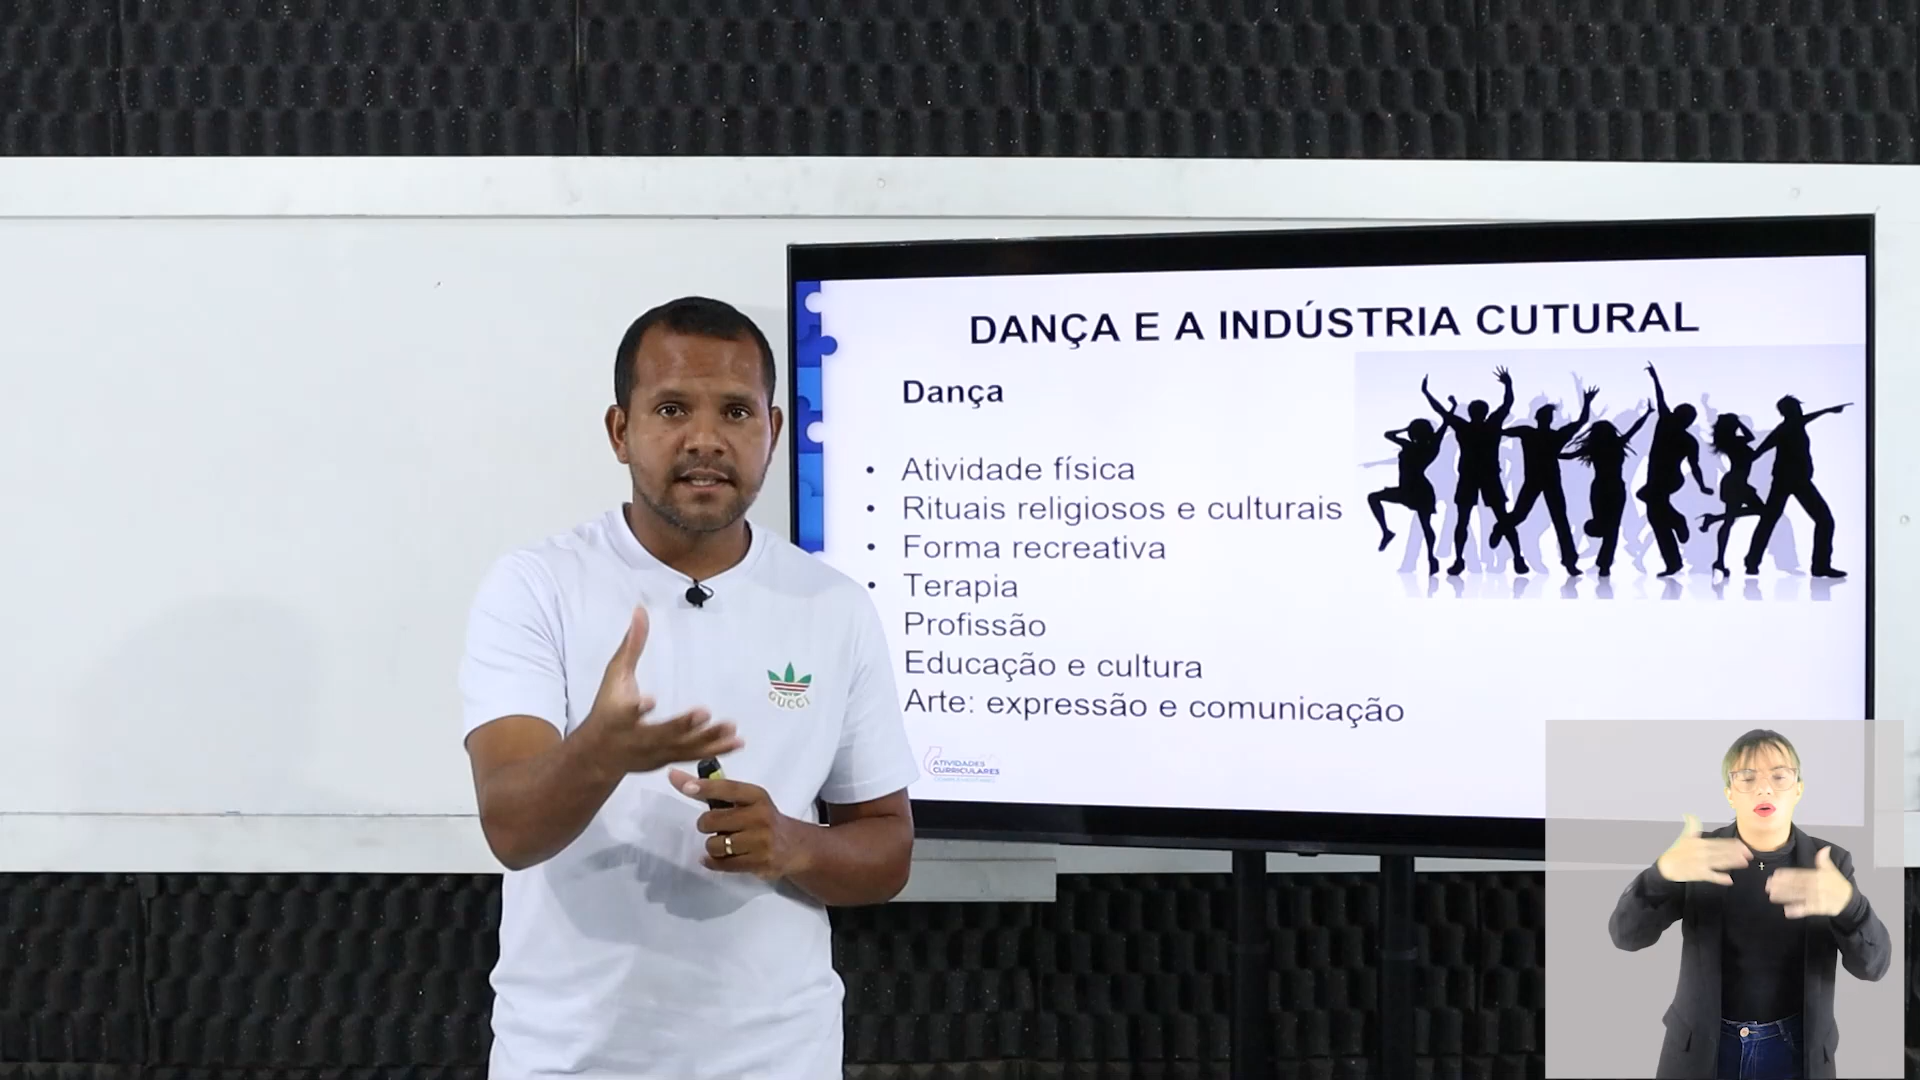 DANÇA E A INDÚSTRIA CUTURAL
Dança
• Atividade física
• Rituais religiosos e culturais
• Forma recreativa
• Terapia
Profissão
Educação e cultura
Arte: expressão e comunicação
ATIVIDADES
CURRICULARES
GUCCI